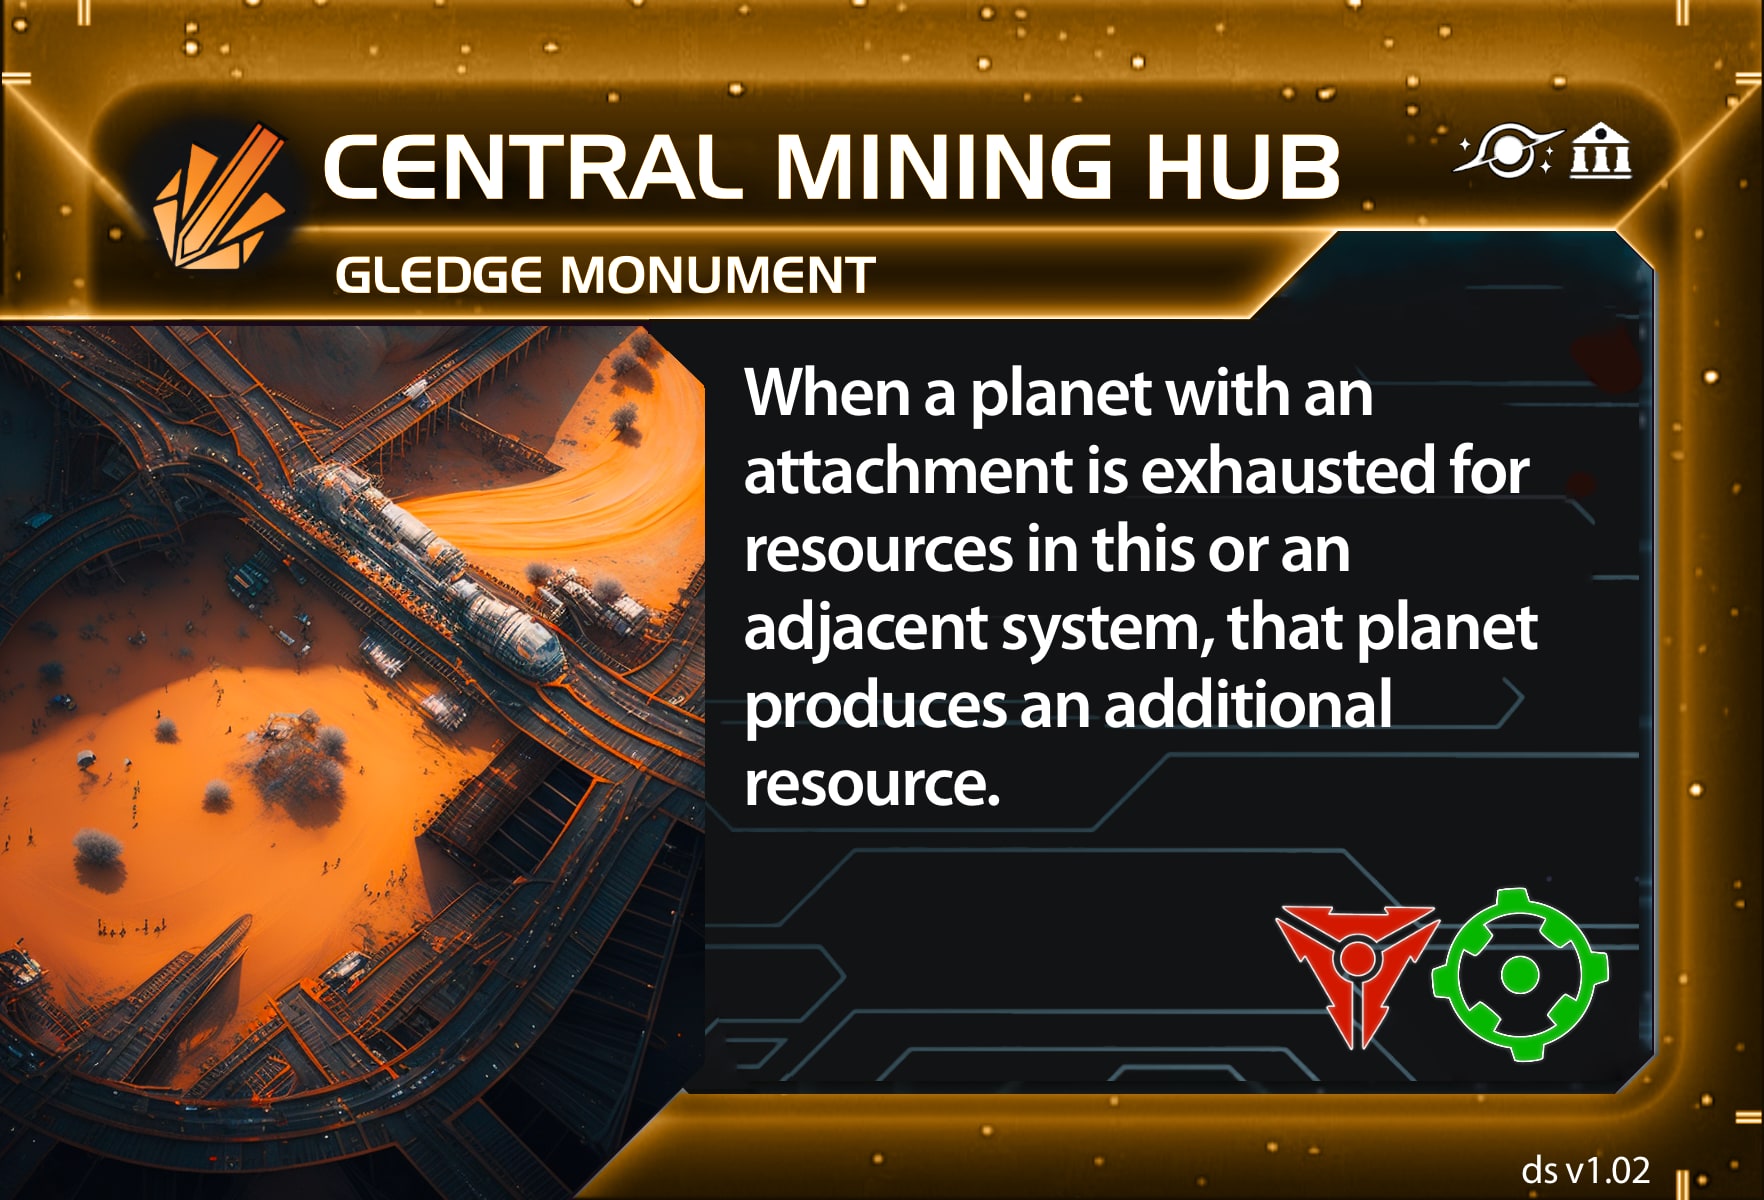 CENTRAL MINING HUB
GLEDGE MONUMENT
When a planet with an
attachment is exhausted for
resources in this or an
adjacent system, that planet
produces an additional
resource.
ds v1.02